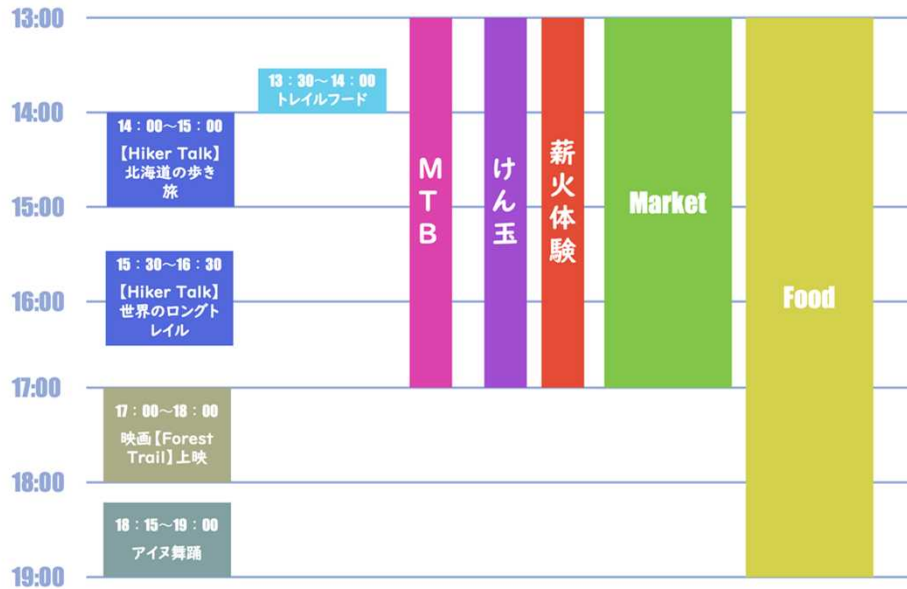 13:00
14:00
15:00
16:00
17:00
18:00
19:00
14：00～15：00
【Hiker Talk】
北海道の歩き
旅
15：30～16：30
【Hiker Talk】
世界のロングト
レイル
17：00～18：00
映画【Forest
Trail】上映
18：15～19：00
アイヌ舞踊
13：30～14：00
トレイルフード
MTB
けん玉
薪火体験
Market
Food